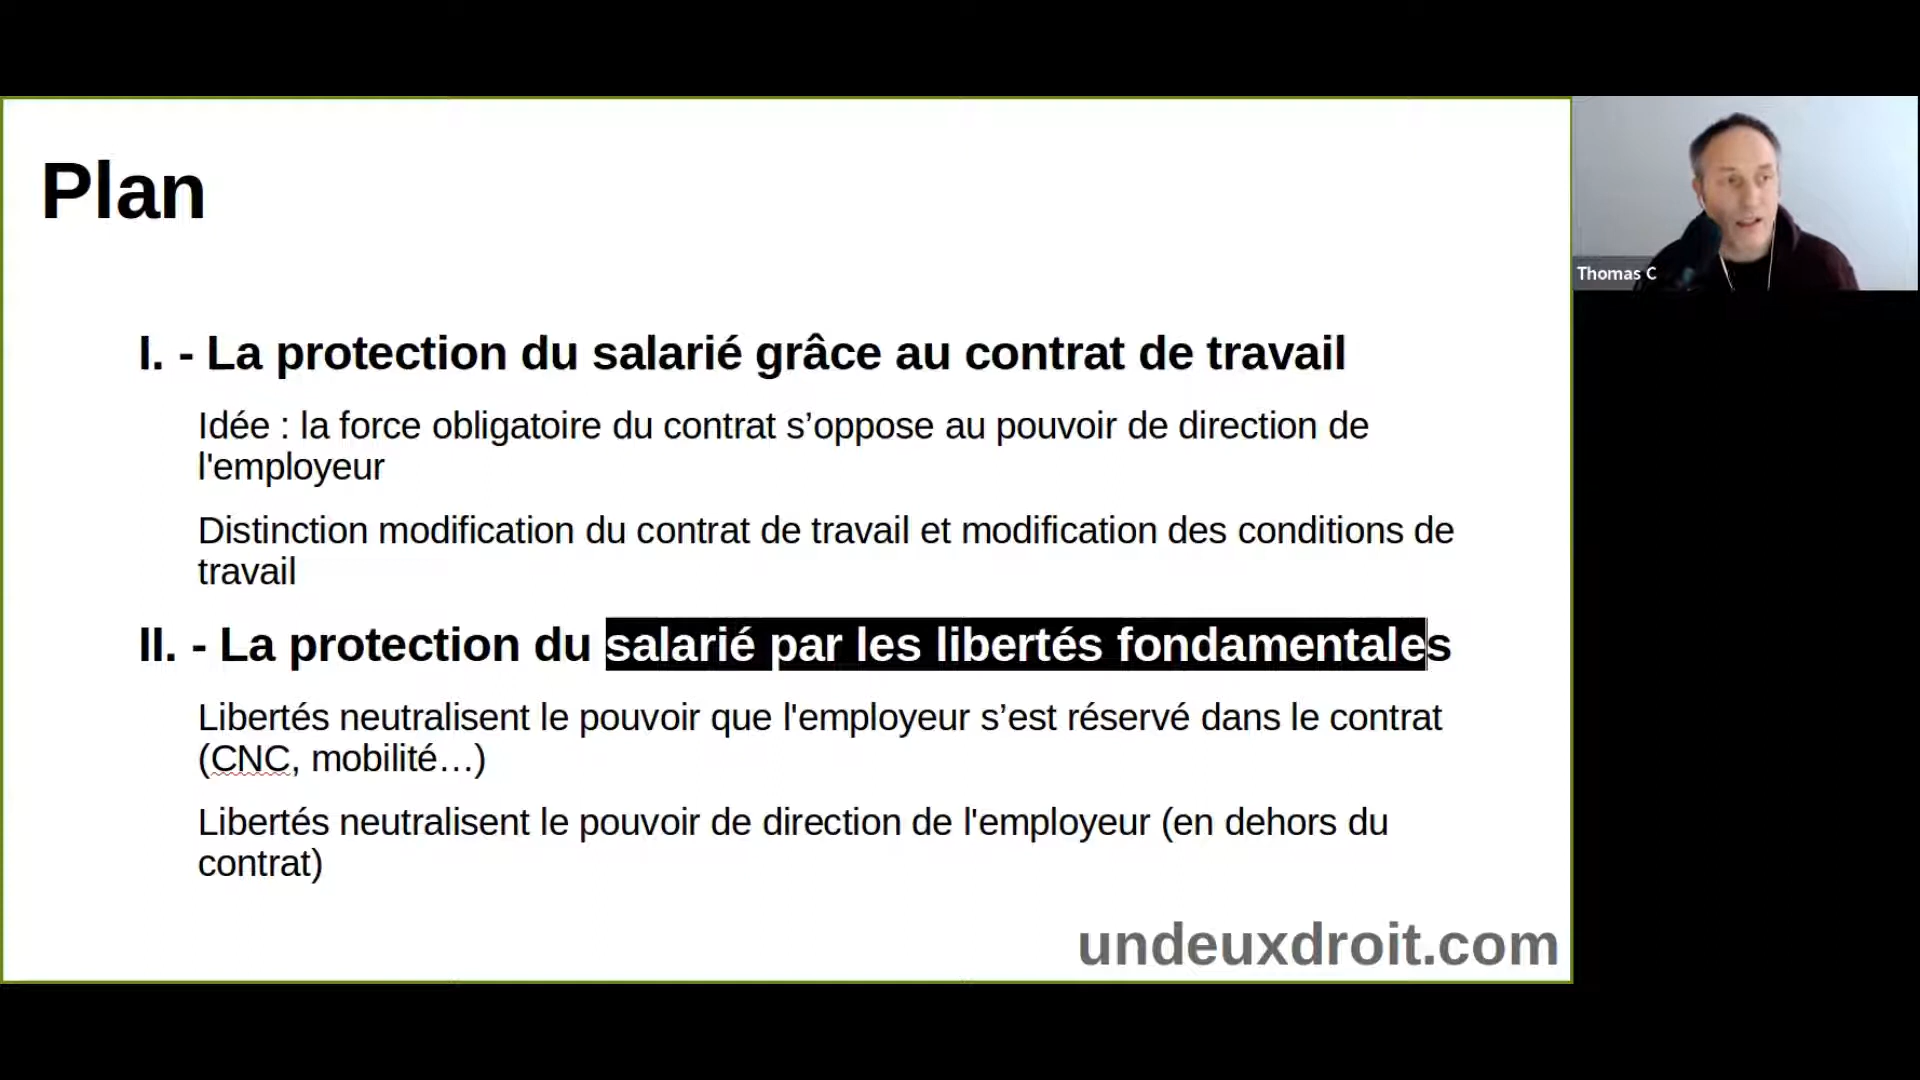 Plan
I. - La protection du salarié grâce au contrat de travail
Idée : la force obligatoire du contrat s’oppose au pouvoir de direction de
l'employeur
Distinction modification du contrat de travail et modification des conditions de
travail
II. - La protection du salarié par les libertés fondamentales
Libertés neutralisent le pouvoir que l'employeur s’est réservé dans le contrat
(CNC, mobilité…)
Libertés neutralisent le pouvoir de direction de l'employeur (en dehors du
contrat)
undeuxdroit.com
Thomas C